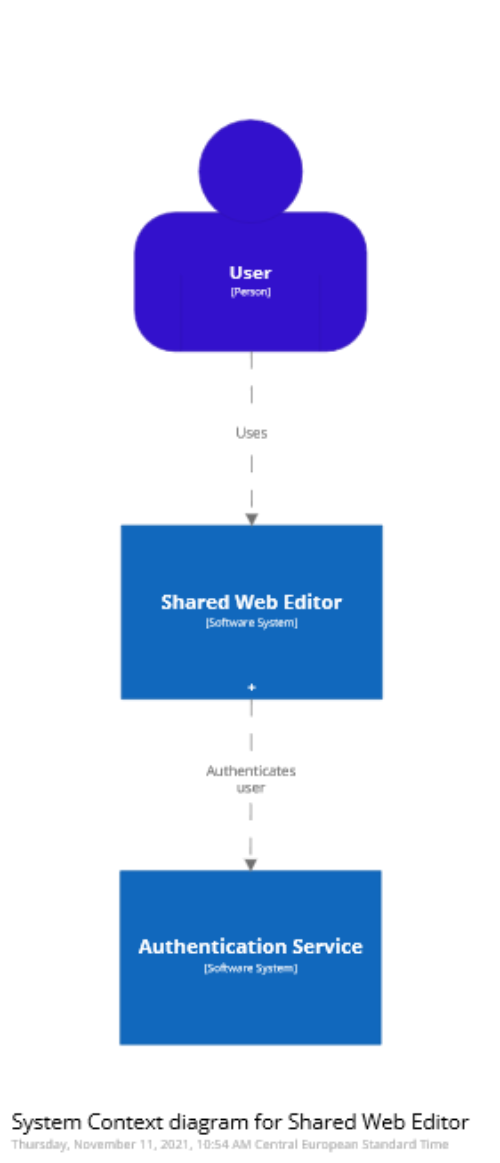 User
[Person]
Uses
Shared Web Editor
[Software System]
+
Authenticates
user
Authentication Service
[Software System]
System Context diagram for Shared Web Editor
Thursday, November 11, 2021, 10:54 AM Central European Standard Time